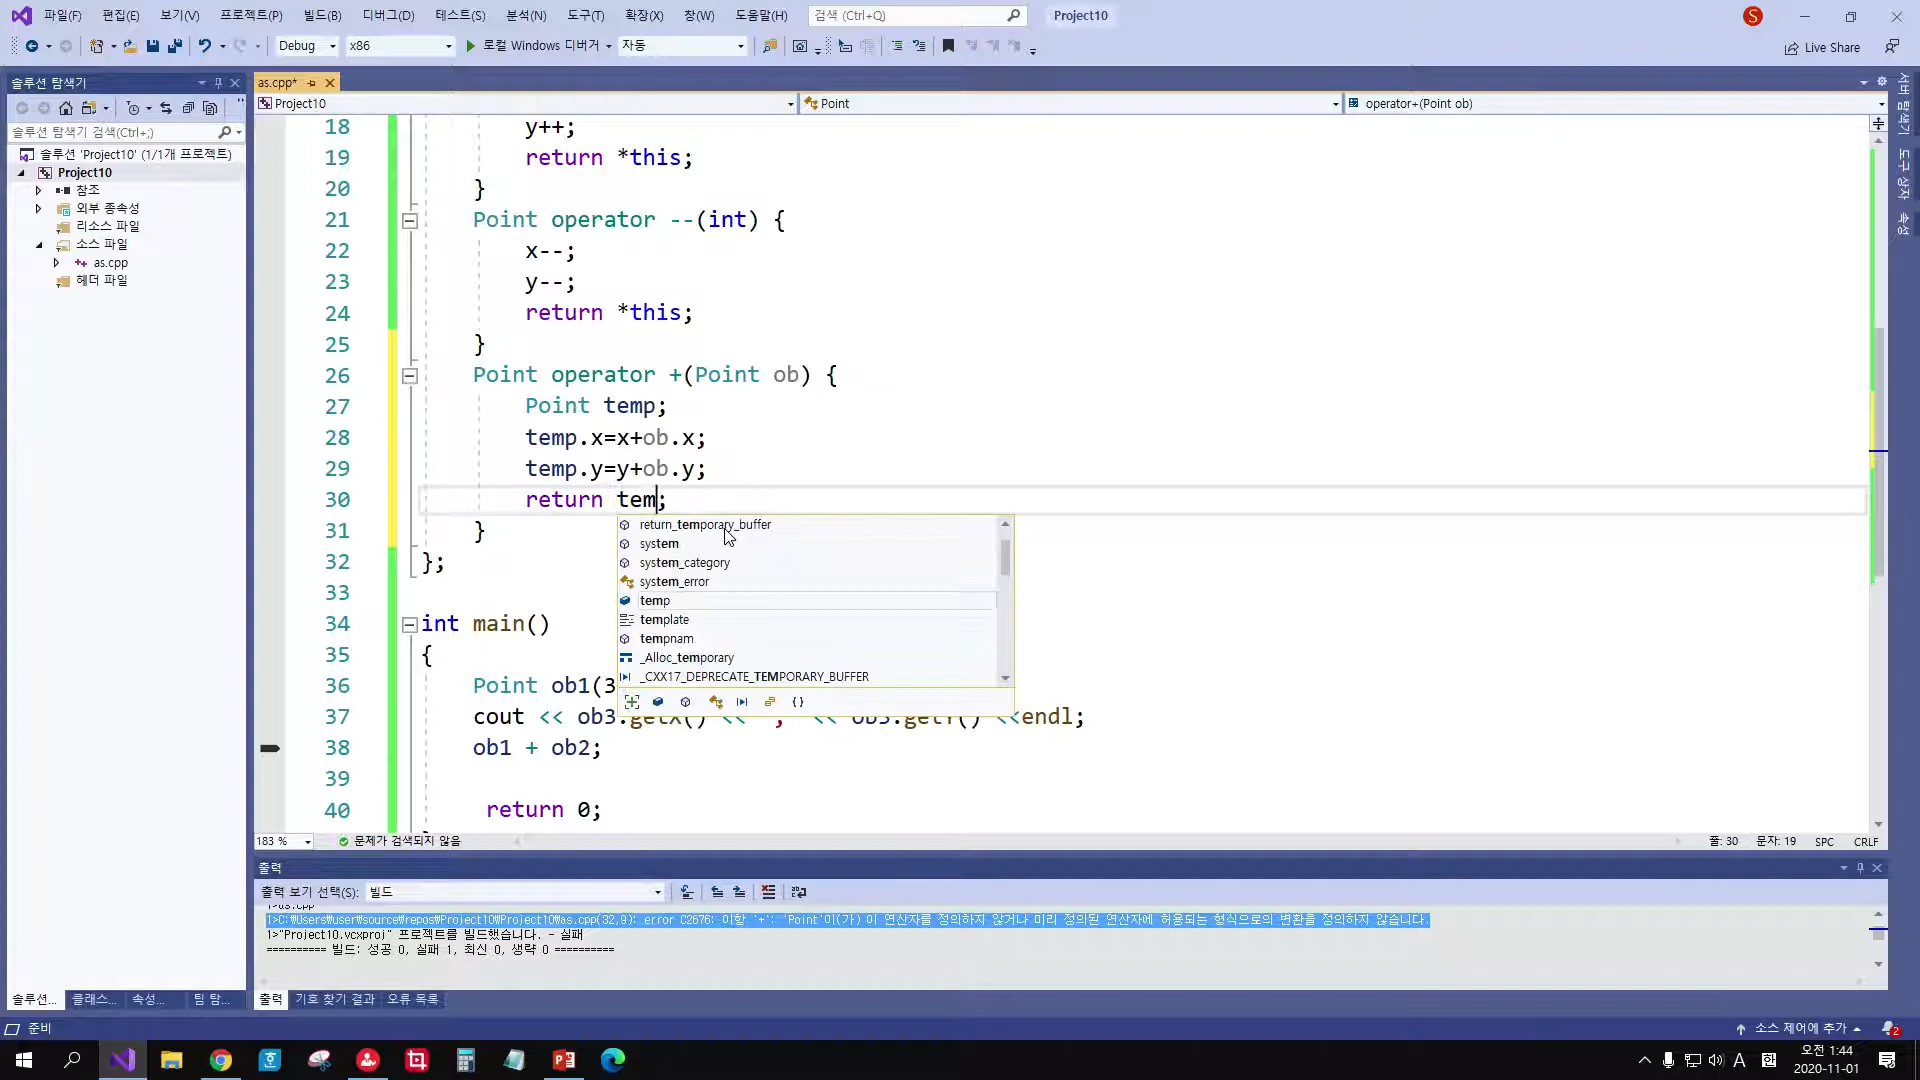 파일(F) 편집(E) 보기(V) 프로젝트(P) 빌드(B) 디버그(D) 테스트(S) 분석(N) 도구(T) 확장(X) 창(W) 도움말(H) 검색 (Ctrl+Q) Project10 S
Debug x86 로컬 Windows 디버거 자동 Live Share
솔루션 탐색기
솔루션 탐색기 검색(Ctrl+;)
솔루션 'Project10' (1/1개 프로젝트)
Project10
참조
외부 종속성
리소스 파일
소스 파일
as.cpp
헤더 파일
솔루션... 클래스... 속성... 팀 탐...
as.cpp*
Project10 Point operator+(Point ob)
18 y++;
19 return *this;
20 }
21 Point operator --(int) {
22 x--;
23 y--;
24 return *this;
25 }
26 Point operator +(Point ob) {
27 Point temp;
28 temp.x=x+ob.x;
29 temp.y=y+ob.y;
30 return tem;
31 }
32 };
33
34 int main()
35 {
36 Point ob1(3
37 cout << ob3.getX() << ob3.getY() <<endl;
38 ob1 + ob2;
39
40 return 0;
return_temporary_buffer
system
system_category
system_error
temp
template
tempnam
_Alloc_temporary
_CXX17_DEPRECATE_TEMPORARY_BUFFER
183 % 문제가 검색되지 않음 줄: 30 문자: 19 SPC CRLF
출력
출력 보기 선택(S): 빌드
1>as.cpp
1>C:\Users\user\source\repos\Project10\Project10\as.cpp(32,9): error C2676: 이항 '+': 'Point'이(가) 이 연산자를 정의하지 않거나 미리 정의된 연산자에 허용되는 형식으로의 변환을 정의하지 않습니다.
1>"Project10.vcxproj" 프로젝트를 빌드했습니다. - 실패
========== 빌드: 성공 0, 실패 1, 최신 0, 생략 0 ==========
출력 기호 찾기 결과 오류 목록
서버 탐색기
도구 상자
속성
준비 소스 제어에 추가 2
A 한 오전 1:44
2020-11-01